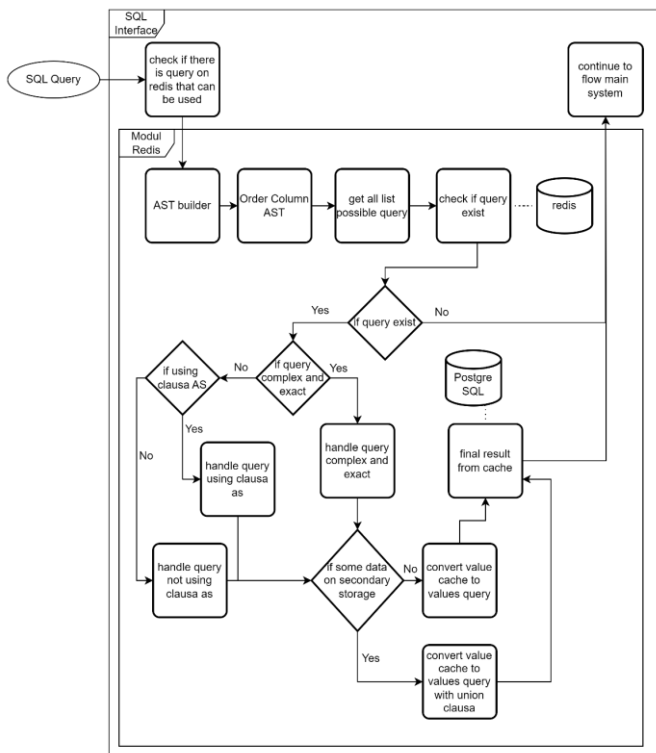 SQL
Interface
SQL Query
check if there
is query on
redis that can
be used
continue to
flow main
system
Modul
Redis
AST builder
Order Column
AST
get all list
possible query
check if query
exist
redis
if query exist
Yes
No
if query
complex and
exact
No
Yes
if using
clausa AS
Yes
No
Postgre
SQL
handle query
using clausa
as
handle query
complex and
exact
final result
from cache
handle query
not using
clausa as
If some data
on secondary
storage
No
convert value
cache to
values query
Yes
convert value
cache to
values query
with union
clausa